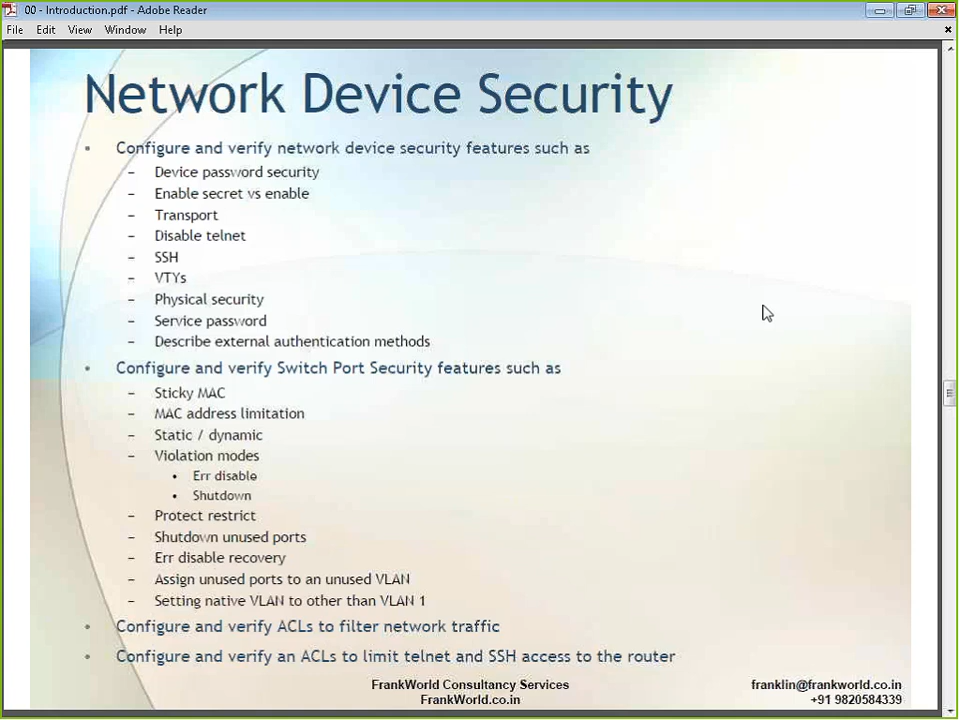 00 - Introduction.pdf - Adobe Reader
File Edit View Window Help
Network Device Security
• Configure and verify network device security features such as
– Device password security
– Enable secret vs enable
– Transport
– Disable telnet
– SSH
– VTYs
– Physical security
– Service password
– Describe external authentication methods
• Configure and verify Switch Port Security features such as
– Sticky MAC
– MAC address limitation
– Static / dynamic
– Violation modes
• Err disable
• Shutdown
– Protect restrict
– Shutdown unused ports
– Err disable recovery
– Assign unused ports to an unused VLAN
– Setting native VLAN to other than VLAN 1
• Configure and verify ACLs to filter network traffic
• Configure and verify an ACLs to limit telnet and SSH access to the router
FrankWorld Consultancy Services
FrankWorld.co.in
franklin@frankworld.co.in
+91 9820584339